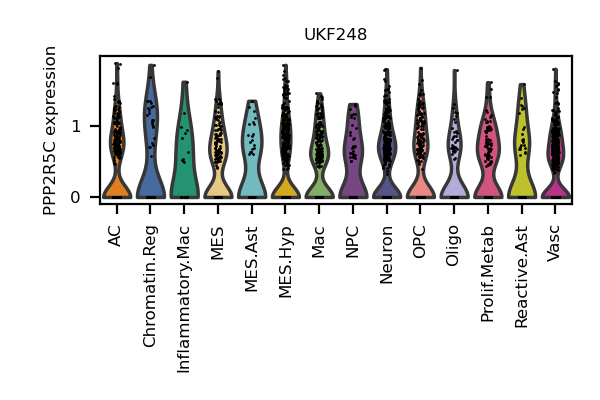 UKF248
PPP2R5C expression
1
0
AC
Chromatin.Reg
Inflammatory.Mac
MES
MES.Ast
MES.Hyp
Mac
NPC
Neuron
OPC
Oligo
Prolif.Metab
Reactive.Ast
Vasc